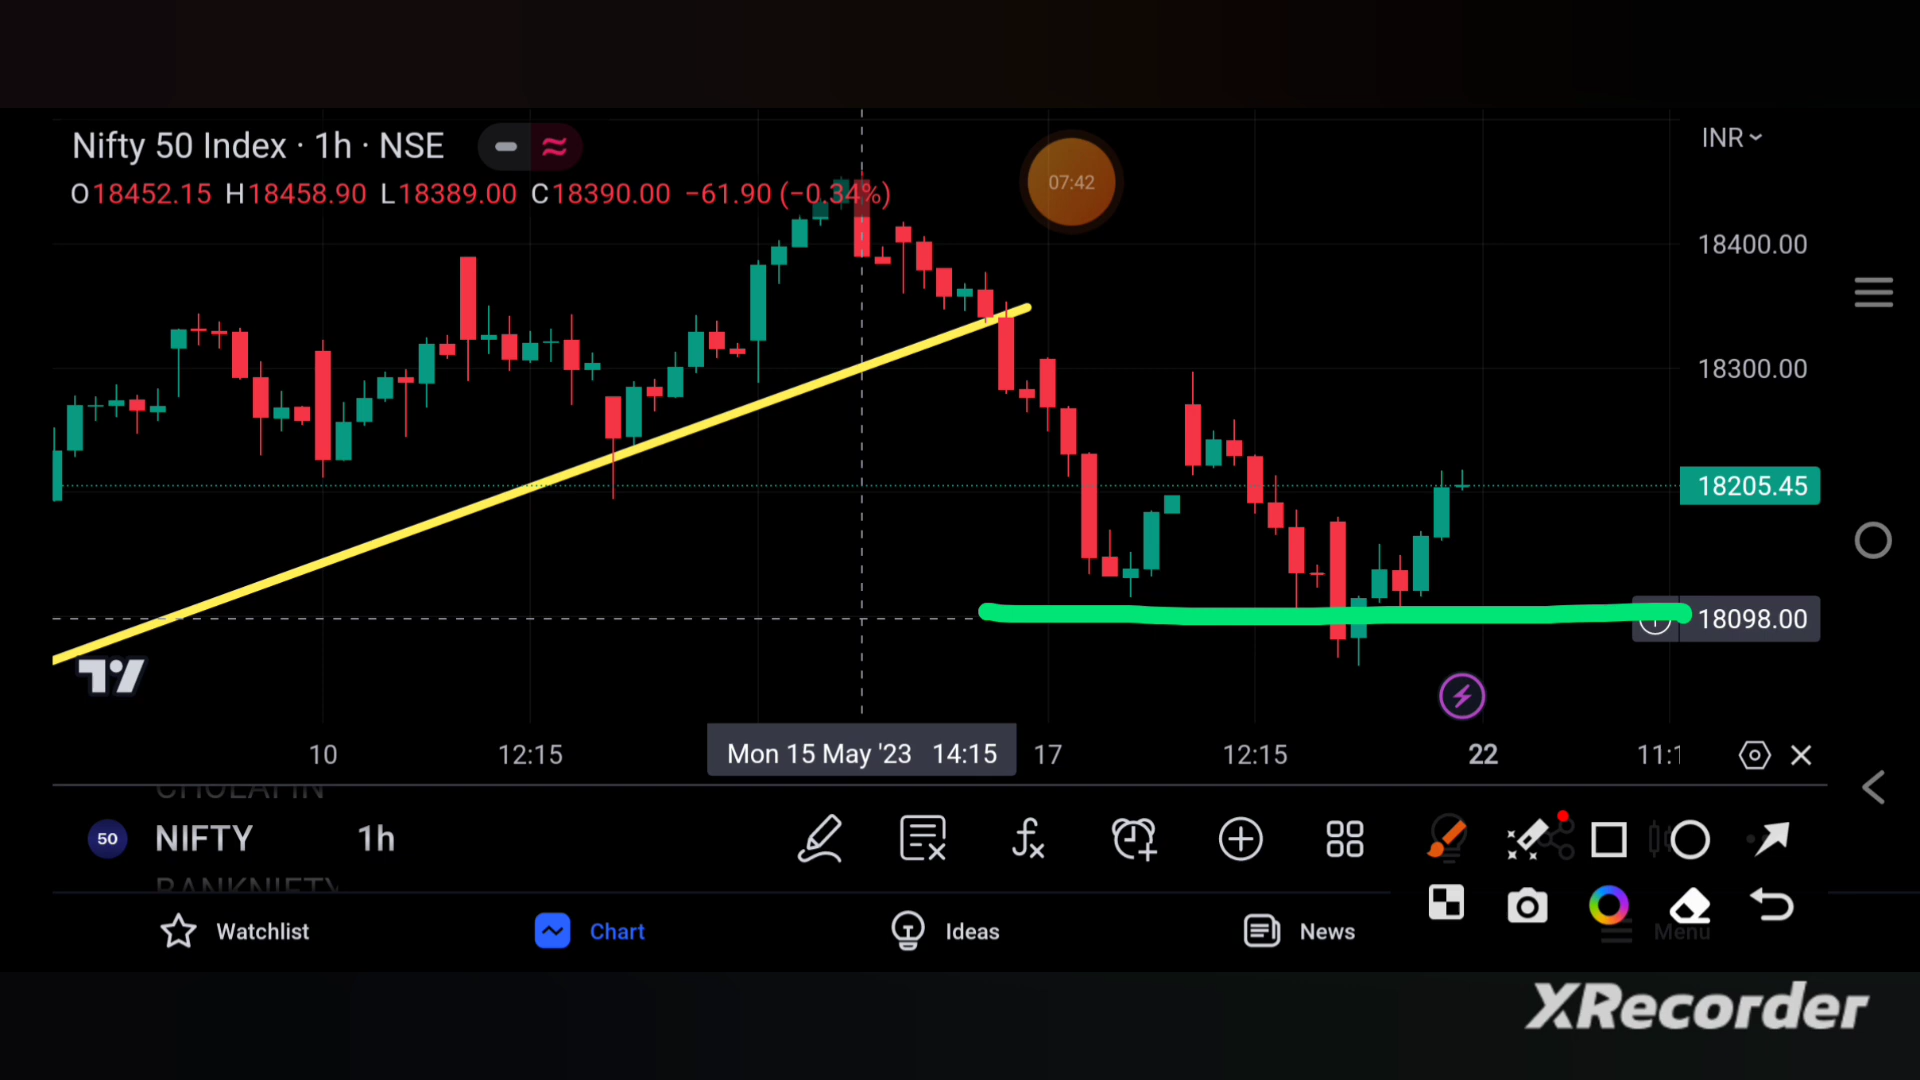 Nifty 50 Index · 1h · NSE
INR
O18452.15 H18458.90 L18389.00 C18390.00 −61.90 (−0.34%)
07:42
18400.00
18300.00
18205.45
18098.00
10 12:15 Mon 15 May '23 14:15 17 12:15 22 11:1
CHOLAFIN
50 NIFTY 1h
BANKNIFTY
Watchlist Chart Ideas News Menu
XRecorder